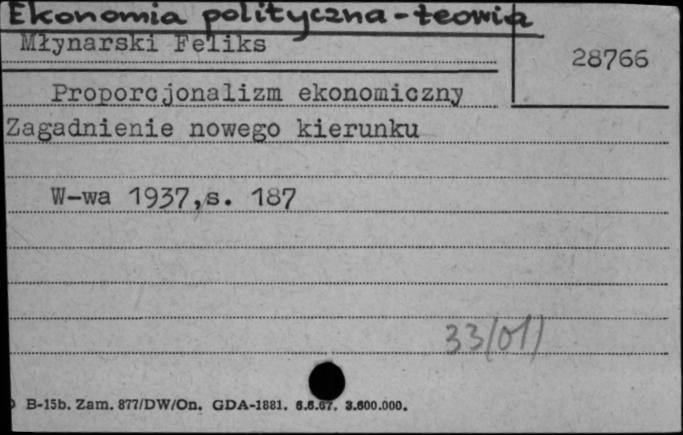 Ekonomia polityczna - teoria
Młynarski Feliks
28766
Proporcjonalizm ekonomiczny
Zagadnienie nowego kierunku
W-wa 1937,s. 187
33/01/
B-15b. Zam. 877/DW/On. GDA-1881. 6.6.67. 3.600.000.